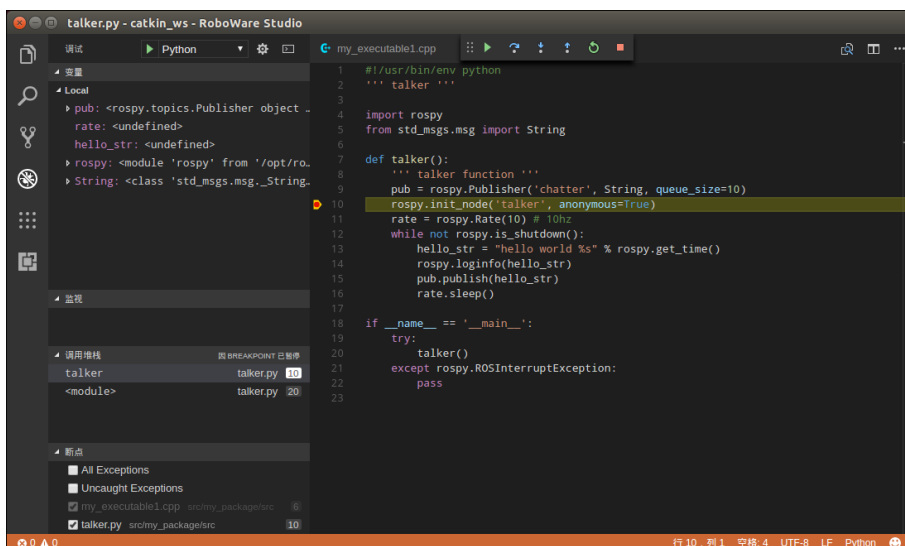 talker.py - catkin_ws - RoboWare Studio
调试
Python
变量
Local
pub: <rospy.topics.Publisher object …
rate: <undefined>
hello_str: <undefined>
rospy: <module 'rospy' from '/opt/ro…
String: <class 'std_msgs.msg._String…
监视
调用堆栈 因 BREAKPOINT 已暂停
talker talker.py 10
<module> talker.py 20
断点
All Exceptions
Uncaught Exceptions
my_executable1.cpp src/my_package/src 6
talker.py src/my_package/src 10
my_executable1.cpp
1 #!/usr/bin/env python
2 ''' talker '''
3
4 import rospy
5 from std_msgs.msg import String
6
7 def talker():
8     ''' talker function '''
9     pub = rospy.Publisher('chatter', String, queue_size=10)
10     rospy.init_node('talker', anonymous=True)
11     rate = rospy.Rate(10) # 10hz
12     while not rospy.is_shutdown():
13         hello_str = "hello world %s" % rospy.get_time()
14         rospy.loginfo(hello_str)
15         pub.publish(hello_str)
16         rate.sleep()
17
18 if __name__ == '__main__':
19     try:
20         talker()
21     except rospy.ROSInterruptException:
22         pass
23
0 0 行 10，列 1 空格: 4 UTF-8 LF Python